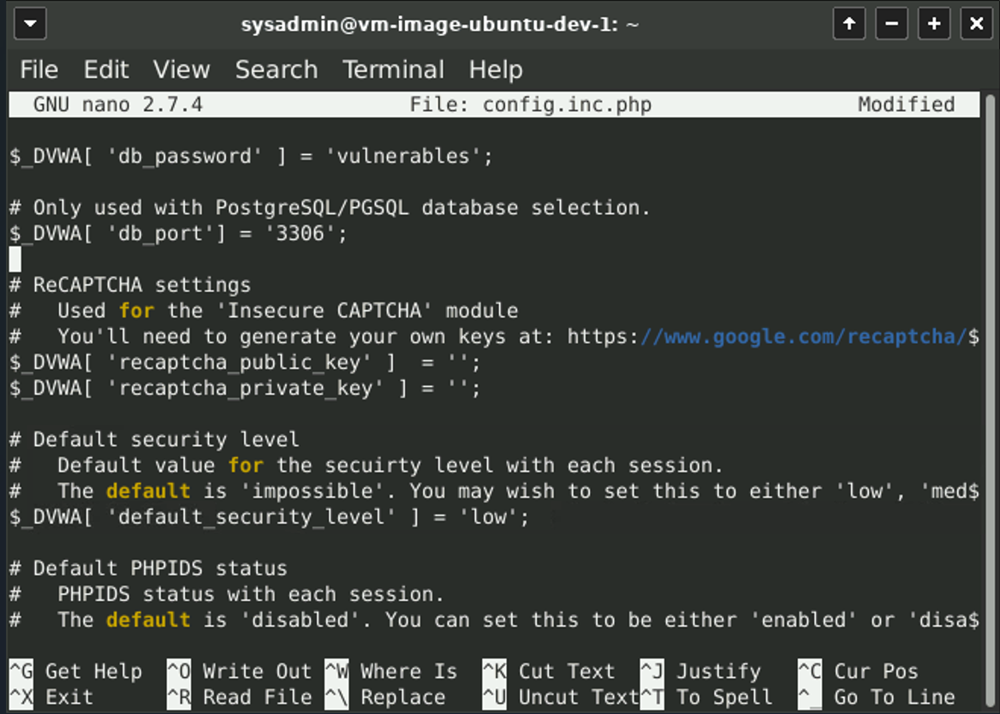 sysadmin@vm-image-ubuntu-dev-1: ~
File Edit View Search Terminal Help
GNU nano 2.7.4 File: config.inc.php Modified
$_DVWA[ 'db_password' ] = 'vulnerables';
# Only used with PostgreSQL/PGSQL database selection.
$_DVWA[ 'db_port'] = '3306';
# ReCAPTCHA settings
#   Used for the 'Insecure CAPTCHA' module
#   You'll need to generate your own keys at: https://www.google.com/recaptcha/$
$_DVWA[ 'recaptcha_public_key' ]  = '';
$_DVWA[ 'recaptcha_private_key' ] = '';
# Default security level
#   Default value for the secuirty level with each session.
#   The default is 'impossible'. You may wish to set this to either 'low', 'med$
$_DVWA[ 'default_security_level' ] = 'low';
# Default PHPIDS status
#   PHPIDS status with each session.
#   The default is 'disabled'. You can set this to be either 'enabled' or 'disa$
^G Get Help ^O Write Out ^W Where Is ^K Cut Text ^J Justify ^C Cur Pos
^X Exit ^R Read File ^\ Replace ^U Uncut Text ^T To Spell ^_ Go To Line